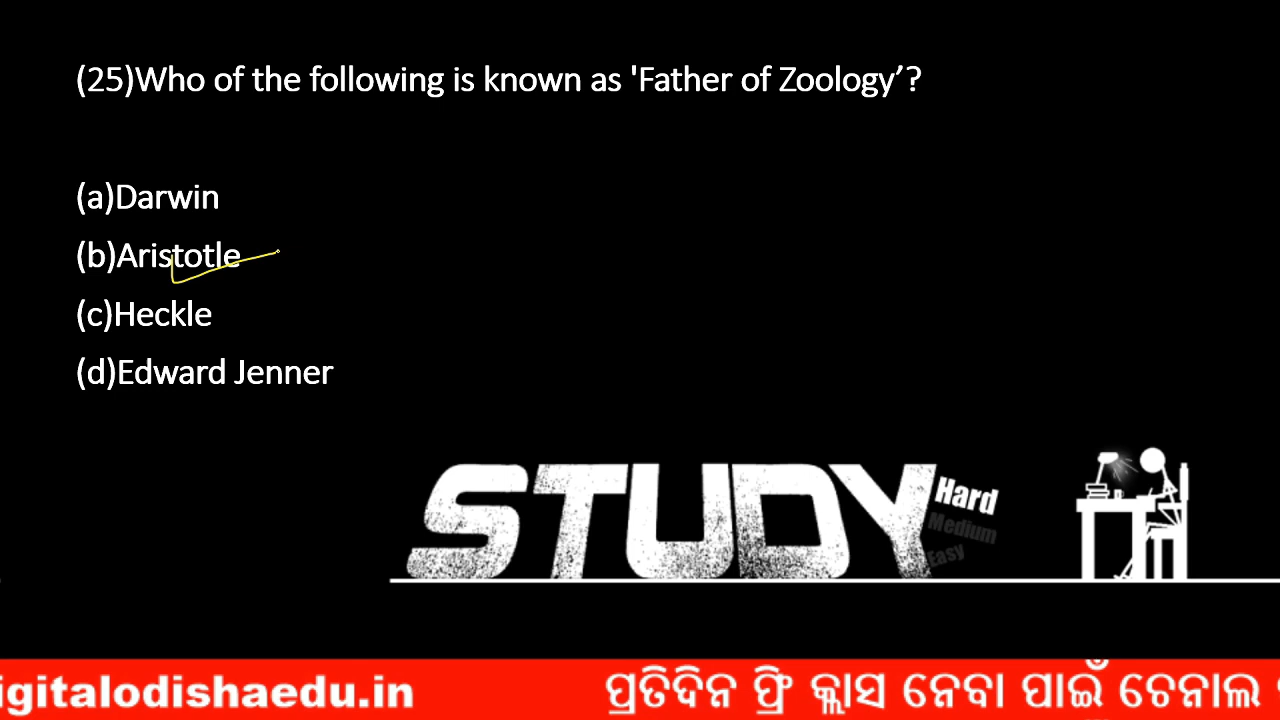 (25)Who of the following is known as 'Father of Zoology’?
(a)Darwin
(b)Aristotle
(c)Heckle
(d)Edward Jenner
STUDY Hard
Medium
Easy
igitalodishaedu.in ପ୍ରତିଦିନ ଫ୍ରି କ୍ଲାସ ନେବା ପାଇଁ ଚେନାଲ